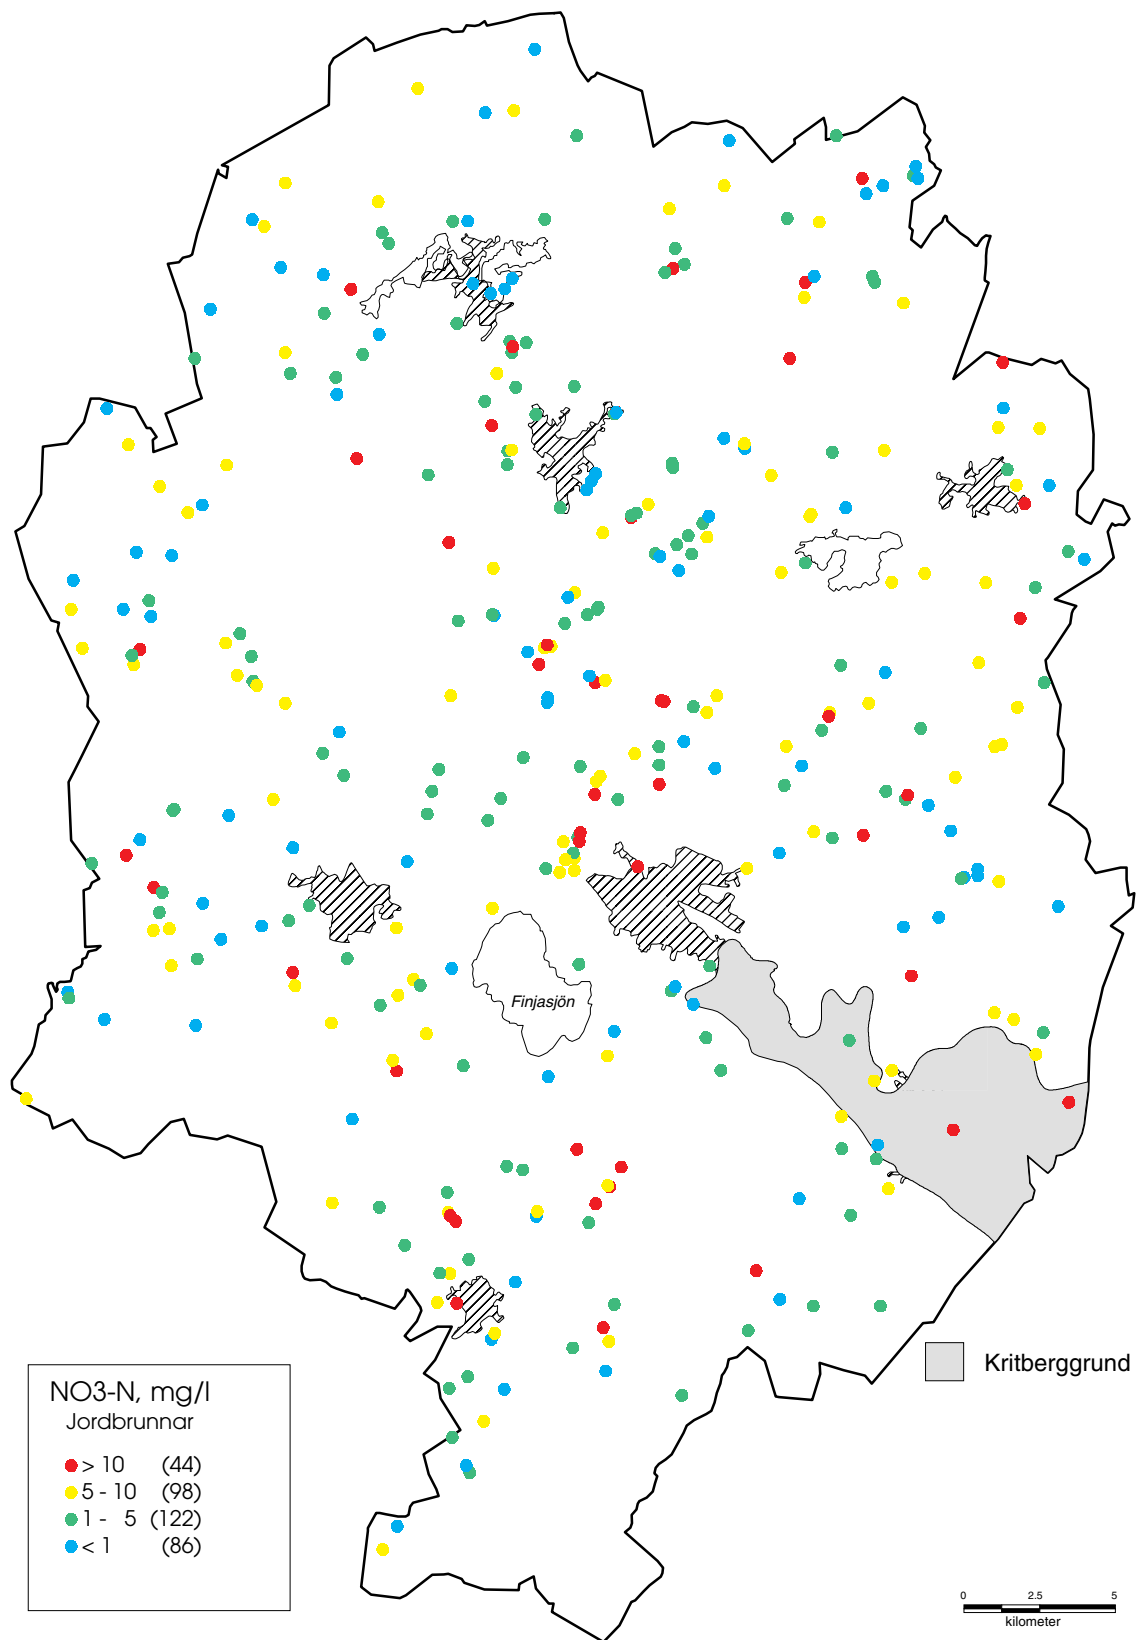 Finjasjön
Kritberggrund
NO3-N, mg/l
Jordbrunnar
> 10 (44)
5 - 10 (98)
1 - 5 (122)
< 1 (86)
0 2.5 5
kilometer